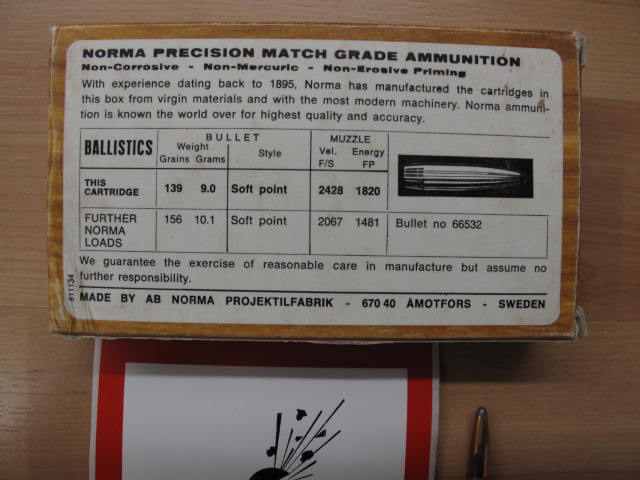 NORMA PRECISION MATCH GRADE AMMUNITION
Non-Corrosive - Non-Mercuric - Non-Erosive Priming
With experience dating back to 1895, Norma has manufactured the cartridges in
this box from virgin materials and with the most modern machinery. Norma ammuni-
tion is known the world over for highest quality and accuracy.
BALLISTICS
BULLET
Weight
Grains Grams
Style
MUZZLE
Vel. Energy
F/S FP
THIS
CARTRIDGE
139 9.0 Soft point 2428 1820
FURTHER
NORMA
LOADS
156 10.1 Soft point 2067 1481 Bullet no 66532
We guarantee the exercise of reasonable care in manufacture but assume no
further responsibility.
611134
MADE BY AB NORMA PROJEKTILFABRIK - 670 40 ÅMOTFORS - SWEDEN